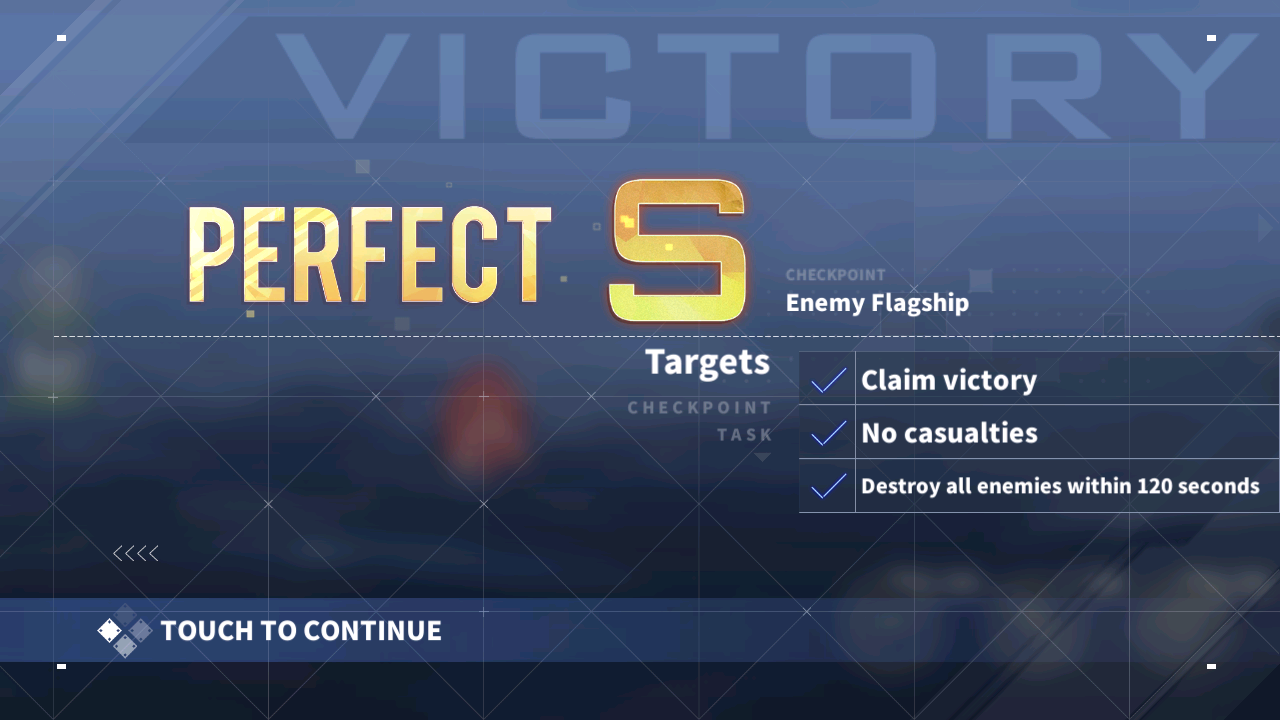 VICTORY
PERFECT S
CHECKPOINT
Enemy Flagship
Targets
CHECKPOINT
TASK
Claim victory
No casualties
Destroy all enemies within 120 seconds
TOUCH TO CONTINUE